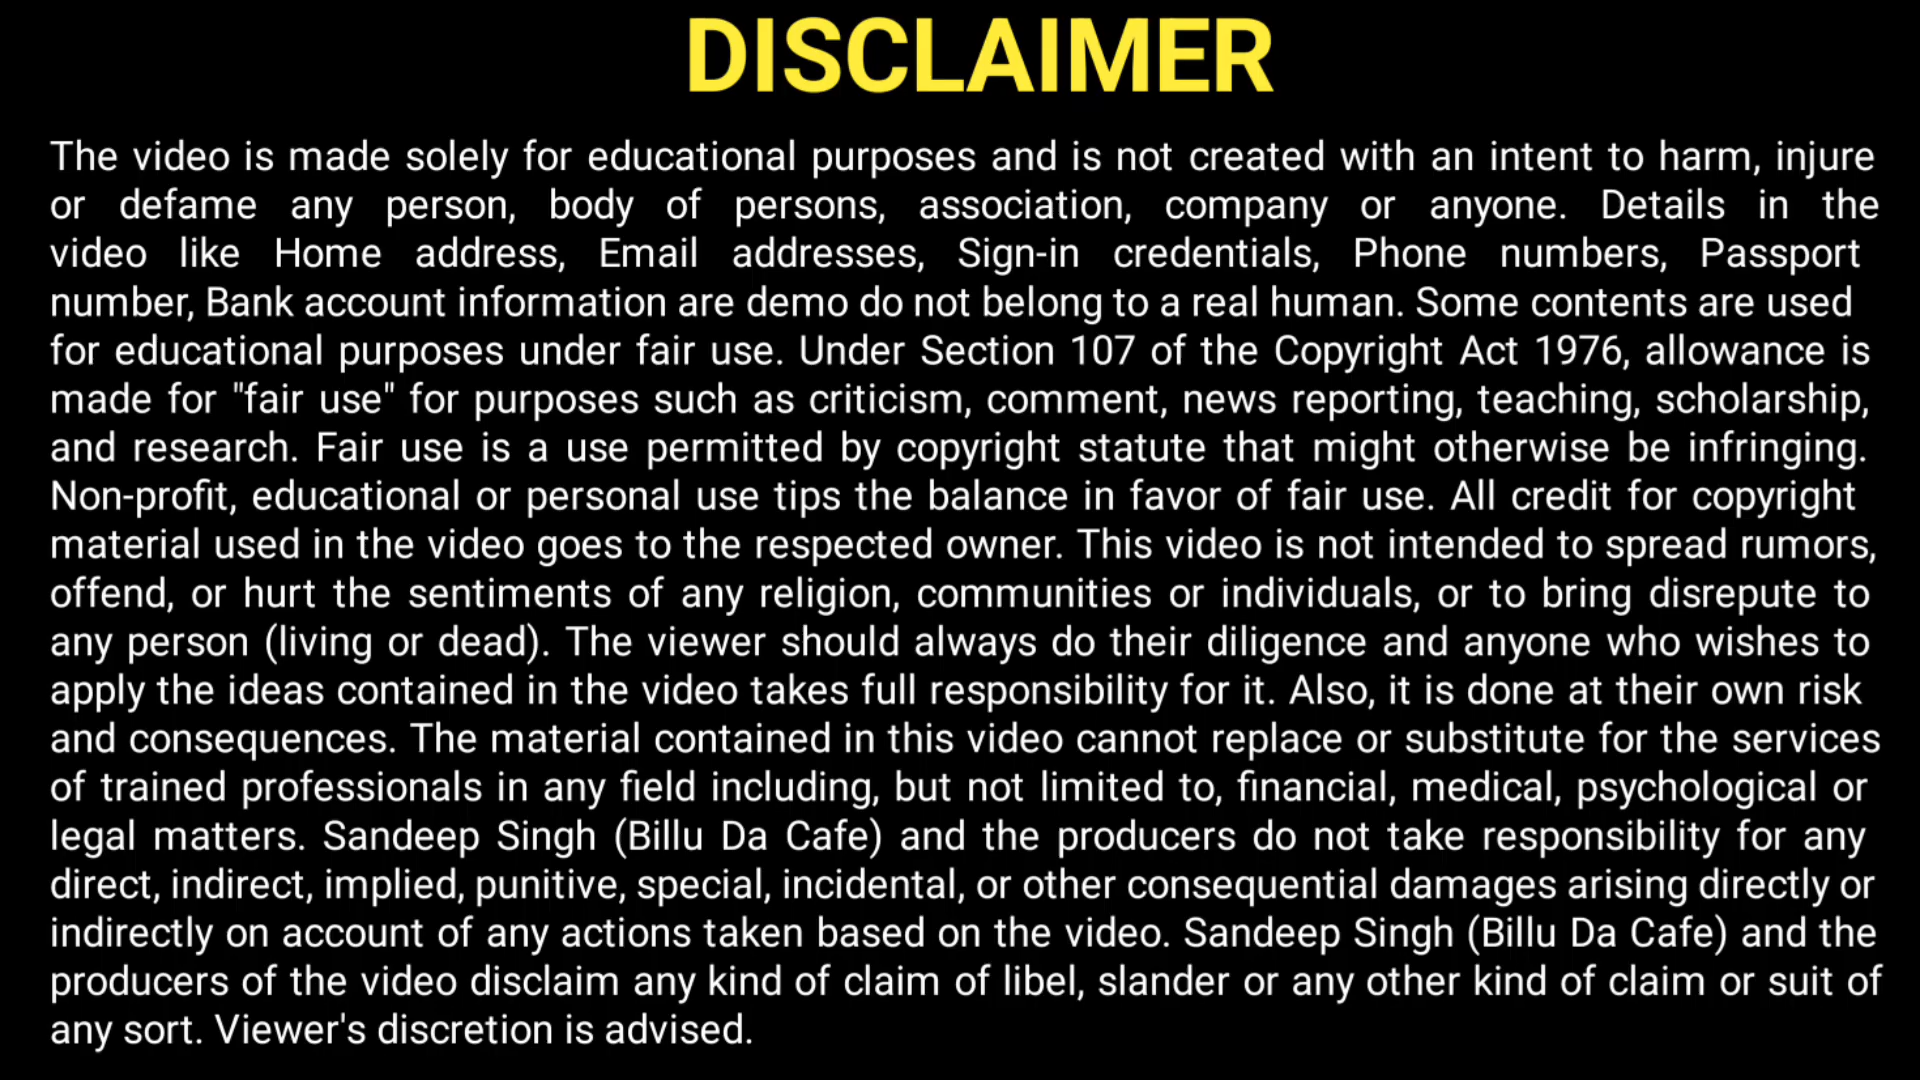 DISCLAIMER
The video is made solely for educational purposes and is not created with an intent to harm, injure
or defame any person, body of persons, association, company or anyone. Details in the
video like Home address, Email addresses, Sign-in credentials, Phone numbers, Passport
number, Bank account information are demo do not belong to a real human. Some contents are used
for educational purposes under fair use. Under Section 107 of the Copyright Act 1976, allowance is
made for "fair use" for purposes such as criticism, comment, news reporting, teaching, scholarship,
and research. Fair use is a use permitted by copyright statute that might otherwise be infringing.
Non-profit, educational or personal use tips the balance in favor of fair use. All credit for copyright
material used in the video goes to the respected owner. This video is not intended to spread rumors,
offend, or hurt the sentiments of any religion, communities or individuals, or to bring disrepute to
any person (living or dead). The viewer should always do their diligence and anyone who wishes to
apply the ideas contained in the video takes full responsibility for it. Also, it is done at their own risk
and consequences. The material contained in this video cannot replace or substitute for the services
of trained professionals in any field including, but not limited to, financial, medical, psychological or
legal matters. Sandeep Singh (Billu Da Cafe) and the producers do not take responsibility for any
direct, indirect, implied, punitive, special, incidental, or other consequential damages arising directly or
indirectly on account of any actions taken based on the video. Sandeep Singh (Billu Da Cafe) and the
producers of the video disclaim any kind of claim of libel, slander or any other kind of claim or suit of
any sort. Viewer's discretion is advised.